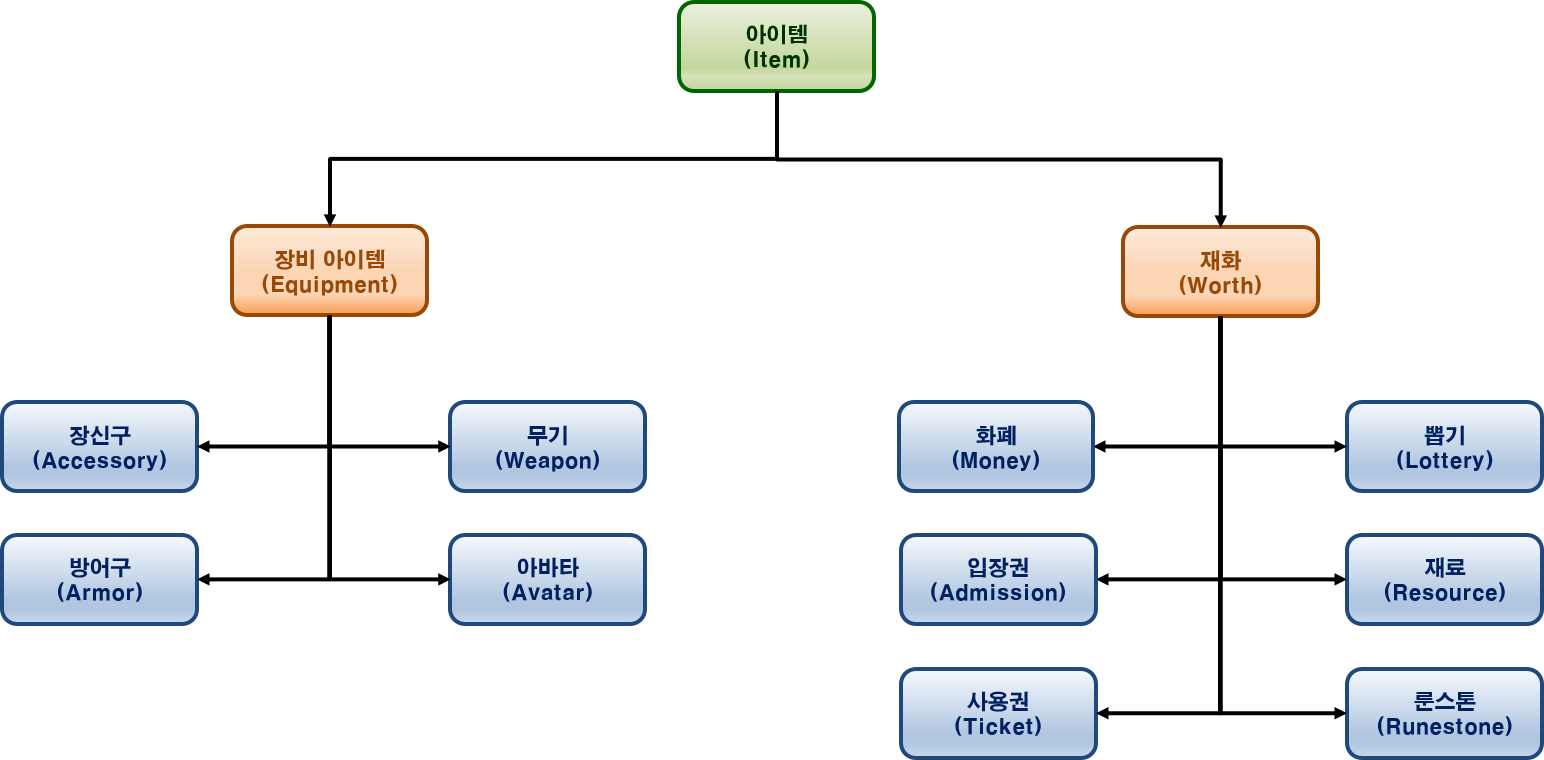 아이템
(Item)
장비 아이템
(Equipment)
재화
(Worth)
장신구
(Accessory)
무기
(Weapon)
화폐
(Money)
뽑기
(Lottery)
방어구
(Armor)
아바타
(Avatar)
입장권
(Admission)
재료
(Resource)
사용권
(Ticket)
룬스톤
(Runestone)